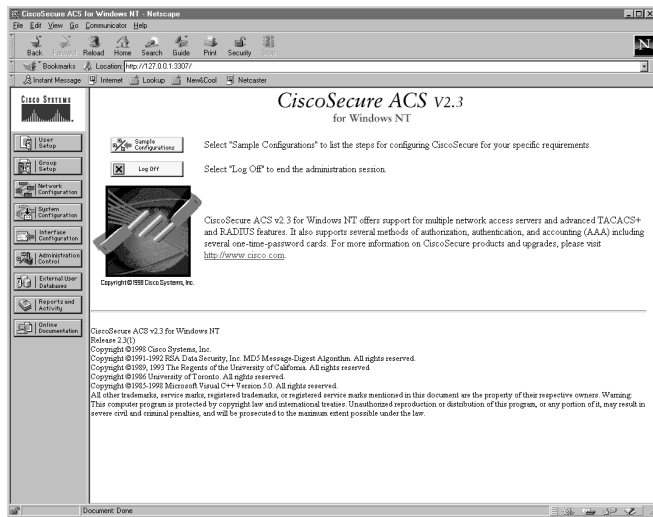 CiscoSecure ACS for Windows NT - Netscape
File Edit View Go Communicator Help
Back Forward Reload Home Search Guide Print Security Stop
N
Bookmarks Location: http://127.0.0.1:3307/
Instant Message Internet Lookup New&Cool Netcaster
CISCO SYSTEMS
User Setup
Group Setup
Network Configuration
System Configuration
Interface Configuration
Administration Control
External User Databases
Reports and Activity
Online Documentation
CiscoSecure ACS V2.3
for Windows NT
Sample Configurations
Select "Sample Configurations" to list the steps for configuring CiscoSecure for your specific requirements.
Log Off
Select "Log Off" to end the administration session.
CiscoSecure ACS v2.3 for Windows NT offers support for multiple network access servers and advanced TACACS+
and RADIUS features. It also supports several methods of authorization, authentication, and accounting (AAA) including
several one-time-password cards. For more information on CiscoSecure products and upgrades, please visit
http://www.cisco.com.
Copyright©1998 Cisco Systems, Inc.
CiscoSecure ACS v2.3 for Windows NT
Release 2.3(1)
Copyright ©1998 Cisco Systems, Inc.
Copyright ©1991-1992 RSA Data Security, Inc. MD5 Message-Digest Algorithm. All rights reserved.
Copyright ©1989, 1993 The Regents of the University of California. All rights reserved
Copyright ©1986 University of Toronto. All rights reserved.
Copyright ©1985-1998 Microsoft Visual C++ Version 5.0. All rights reserved.
All other trademarks, service marks, registered trademarks, or registered service marks mentioned in this document are the property of their respective owners. Warning:
This computer program is protected by copyright law and international treaties. Unauthorized reproduction or distribution of this program, or any portion of it, may result in
severe civil and criminal penalties, and will be prosecuted to the maximum extent possible under the law.
Document: Done